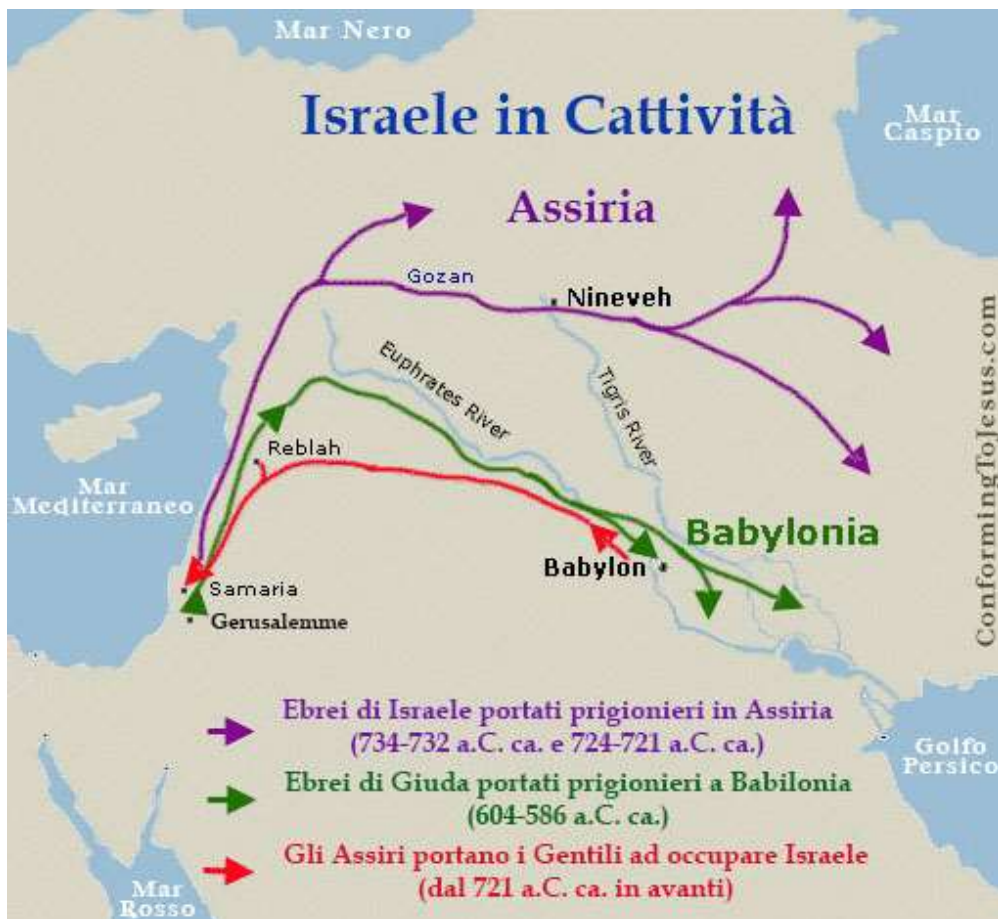 Mar Nero
Israele in Cattività
Mar
Caspio
Assiria
Gozan
Nineveh
Euphrates River
Tigris River
Reblah
Mar
Mediterraneo
Babylonia
Babylon
Samaria
Gerusalemme
ConformingToJesus.com
Ebrei di Israele portati prigionieri in Assiria
(734-732 a.C. ca. e 724-721 a.C. ca.)
Golfo
Persico
Ebrei di Giuda portati prigionieri a Babilonia
(604-586 a.C. ca.)
Gli Assiri portano i Gentili ad occupare Israele
(dal 721 a.C. ca. in avanti)
Mar
Rosso